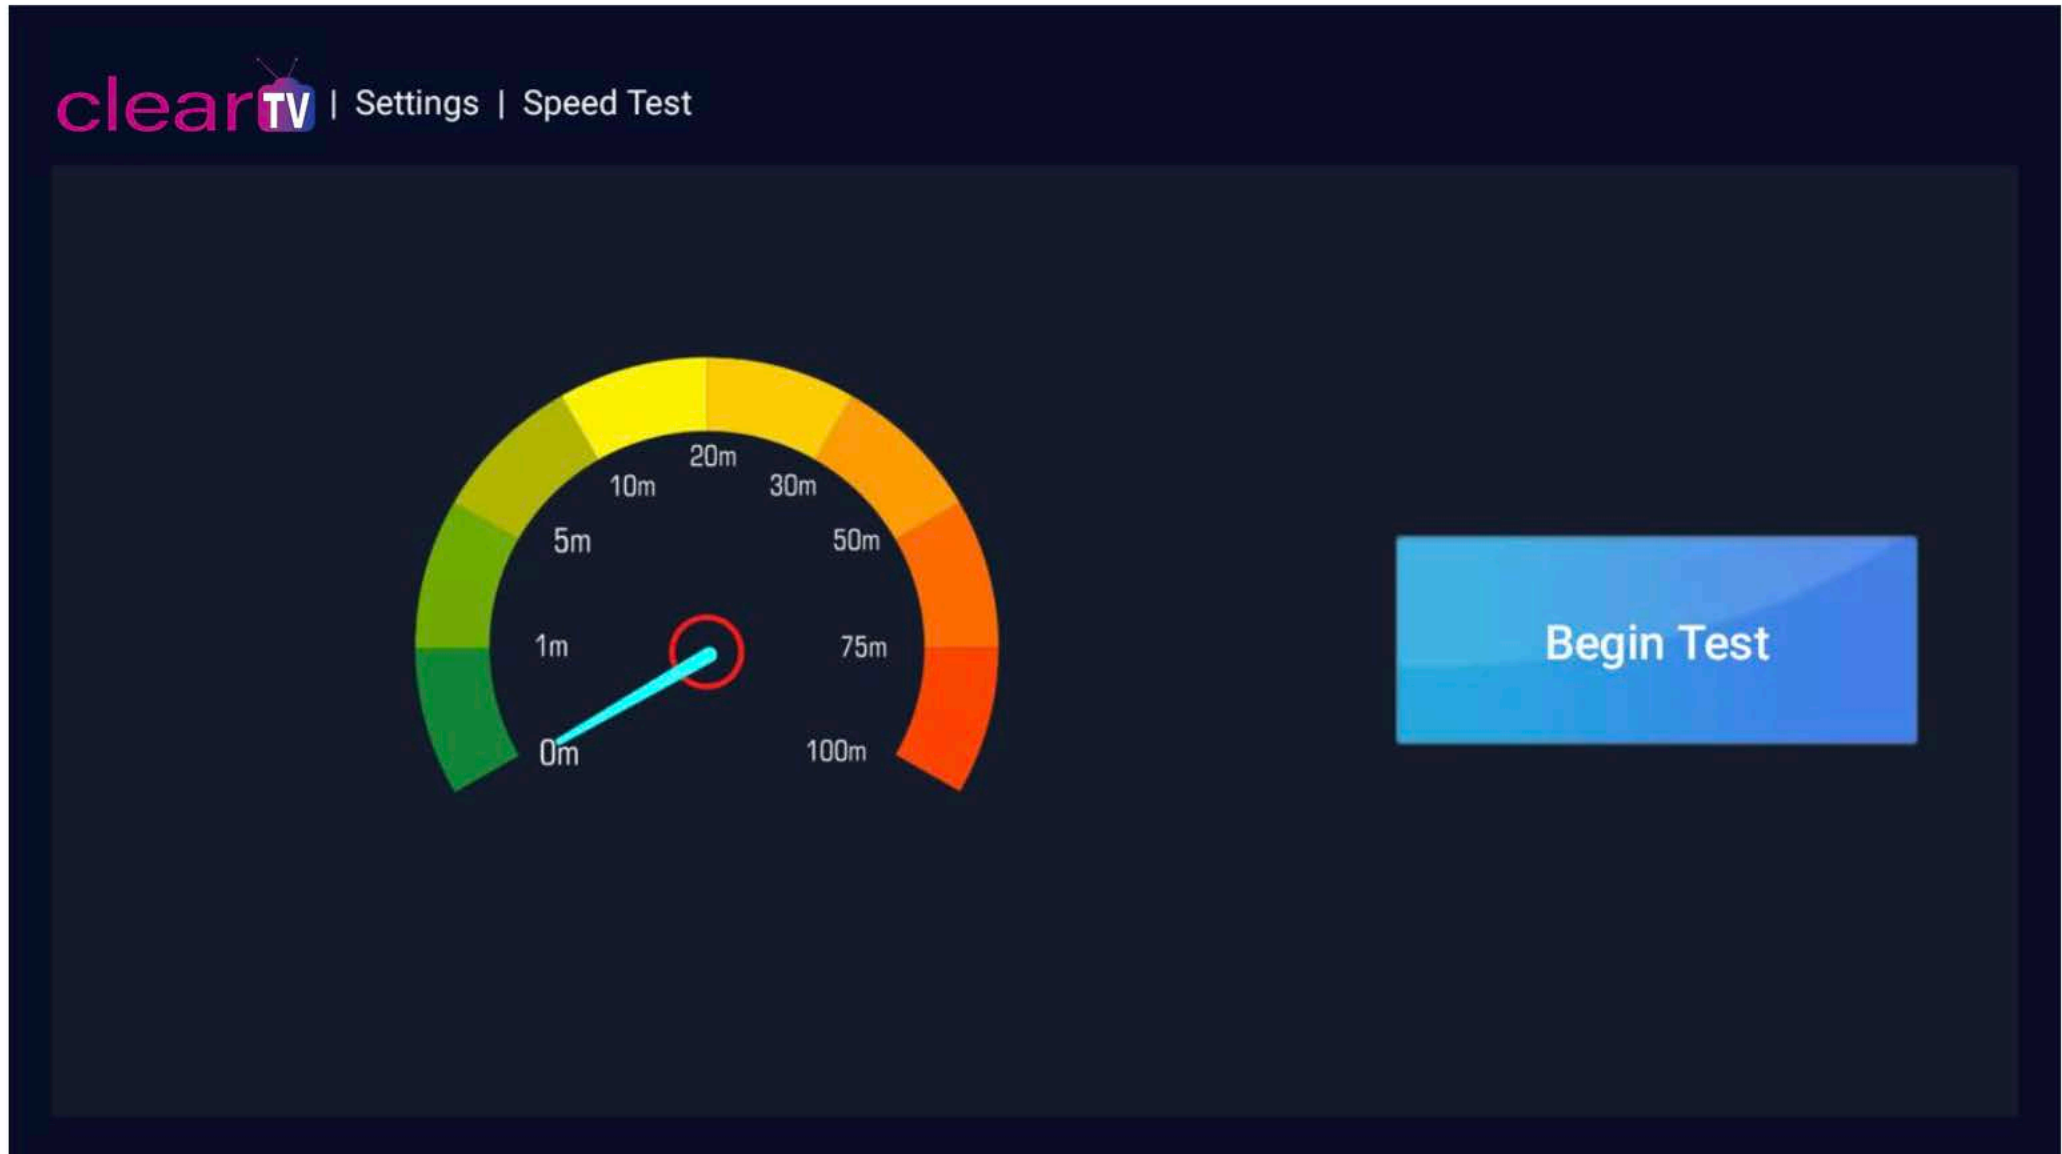 clearTV | Settings | Speed Test
20m
10m
30m
5m
50m
1m
75m
0m
100m
Begin Test